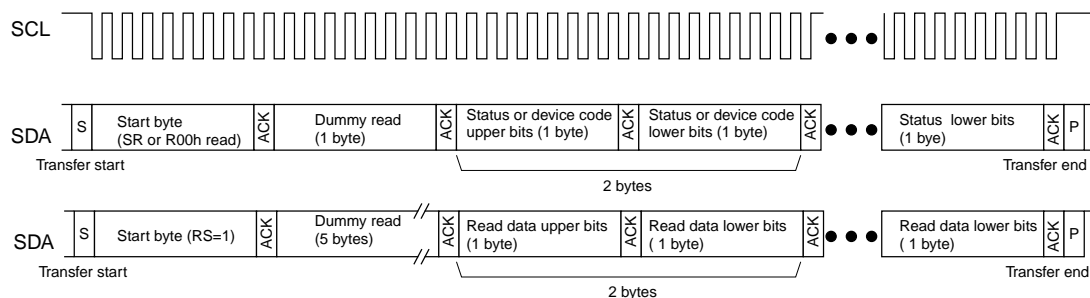 SCL
SDA
S
Start byte
(SR or R00h read)
ACK
Dummy read
(1 byte)
ACK
Status or device code
upper bits (1 bye)
ACK
Status or device code
lower bits (1 byte)
ACK
Status lower bits
(1 bye)
ACK
P
Transfer start
Transfer end
2 bytes
SDA
S
Start byte (RS=1)
ACK
Dummy read
(5 bytes)
ACK
Read data upper bits
(1 byte)
ACK
Read data lower bits
( 1 byte)
ACK
Read data lower bits
( 1 byte)
ACK
P
Transfer start
Transfer end
2 bytes